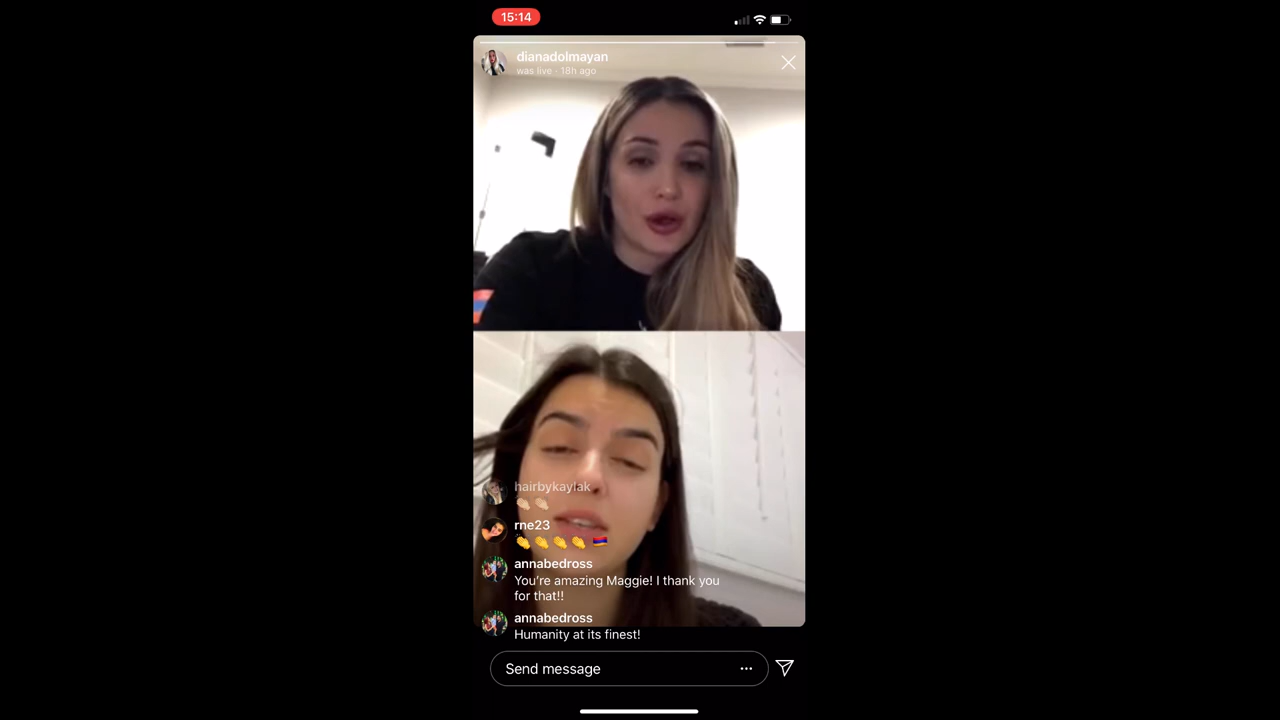 15:14
dianadolmayan
was live · 18h ago
hairbykaylak
👏🏻👏🏻
rne23
👏👏👏👏🇦🇲
annabedross
You're amazing Maggie! I thank you
for that!!
annabedross
Humanity at its finest!
Send message